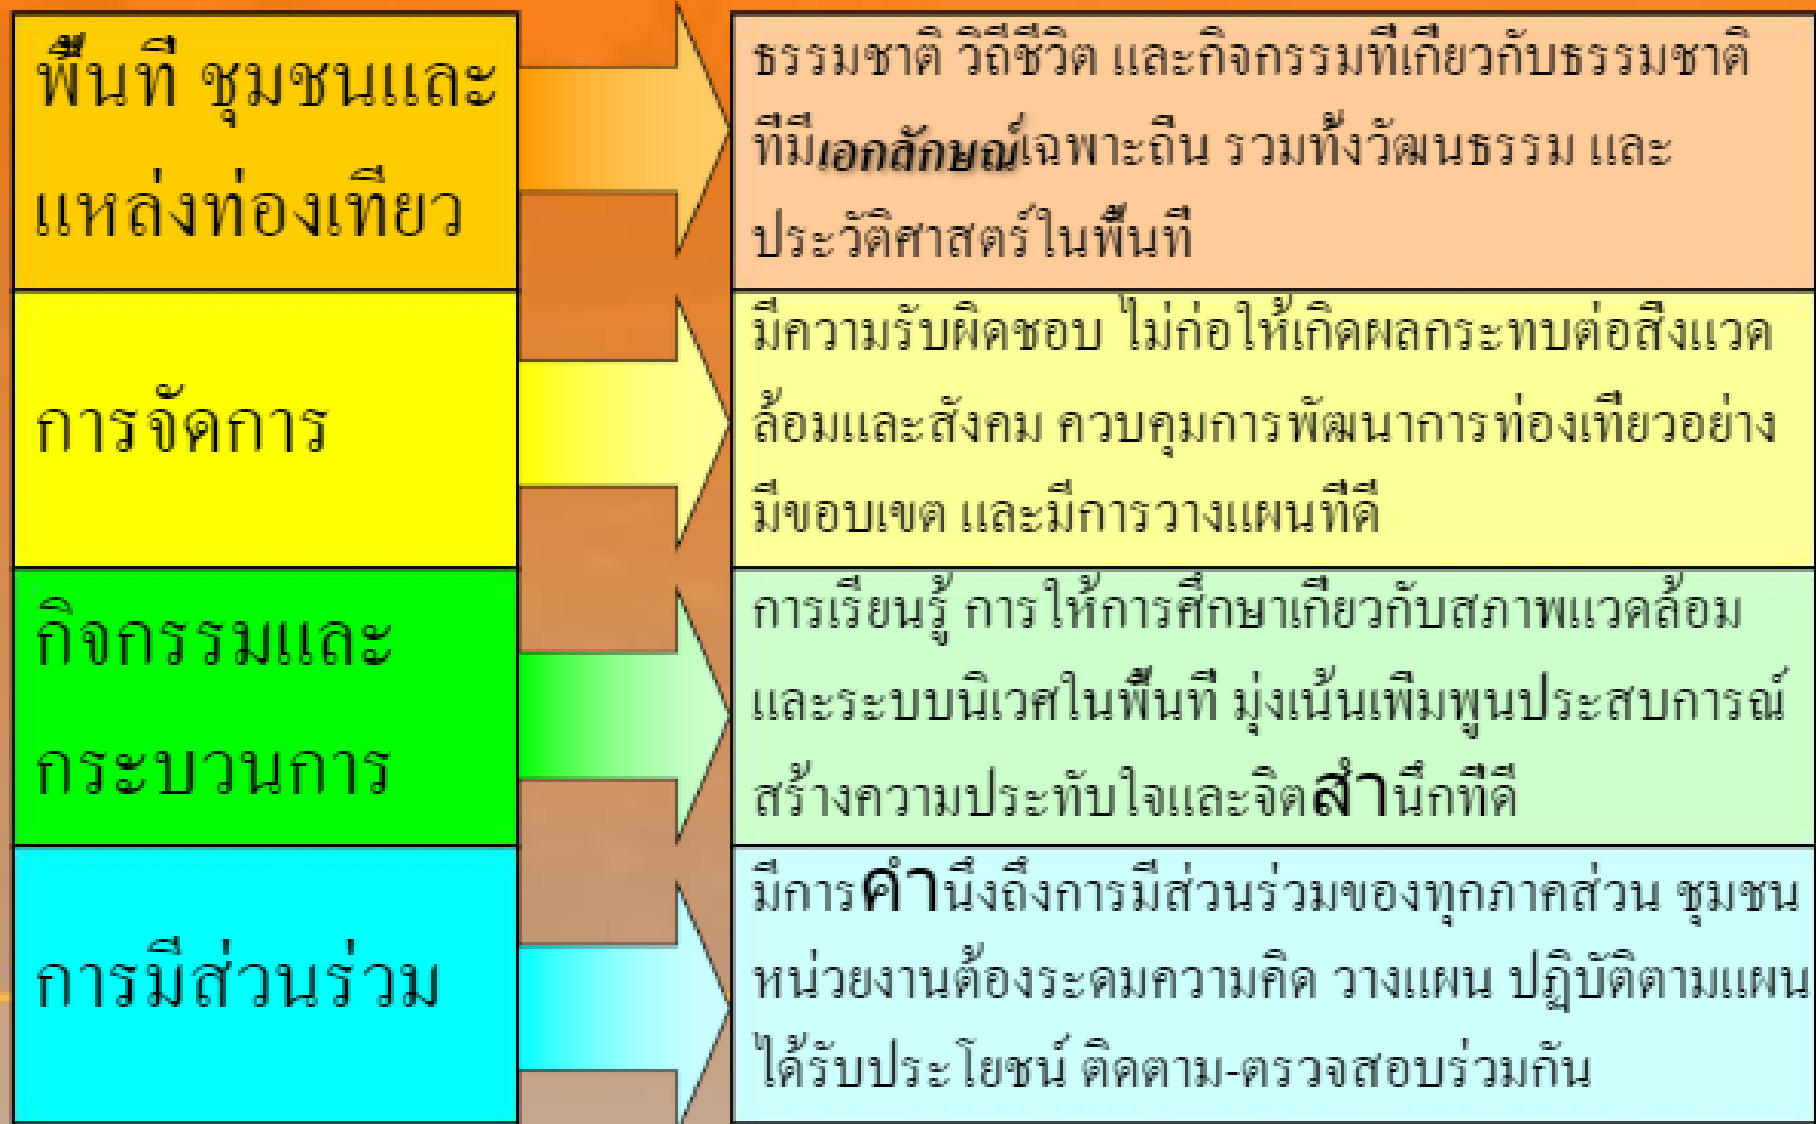 พื้นที่ ชุมชนและ
แหล่งท่องเที่ยว
ธรรมชาติ วิถีชีวิต และกิจกรรมที่เกี่ยวกับธรรมชาติ
ที่มีเอกลักษณ์เฉพาะถิ่น รวมทั้งวัฒนธรรม และ
ประวัติศาสตร์ในพื้นที่
การจัดการ
มีความรับผิดชอบ ไม่ก่อให้เกิดผลกระทบต่อสิ่งแวด
ล้อมและสังคม ควบคุมการพัฒนาการท่องเที่ยวอย่าง
มีขอบเขต และมีการวางแผนที่ดี
กิจกรรมและ
กระบวนการ
การเรียนรู้ การให้การศึกษาเกี่ยวกับสภาพแวดล้อม
และระบบนิเวศในพื้นที่ มุ่งเน้นเพิ่มพูนประสบการณ์
สร้างความประทับใจและจิตสำนึกที่ดี
การมีส่วนร่วม
มีการคำนึงถึงการมีส่วนร่วมของทุกภาคส่วน ชุมชน
หน่วยงานต้องระดมความคิด วางแผน ปฏิบัติตามแผน
ได้รับประโยชน์ ติดตาม-ตรวจสอบร่วมกัน